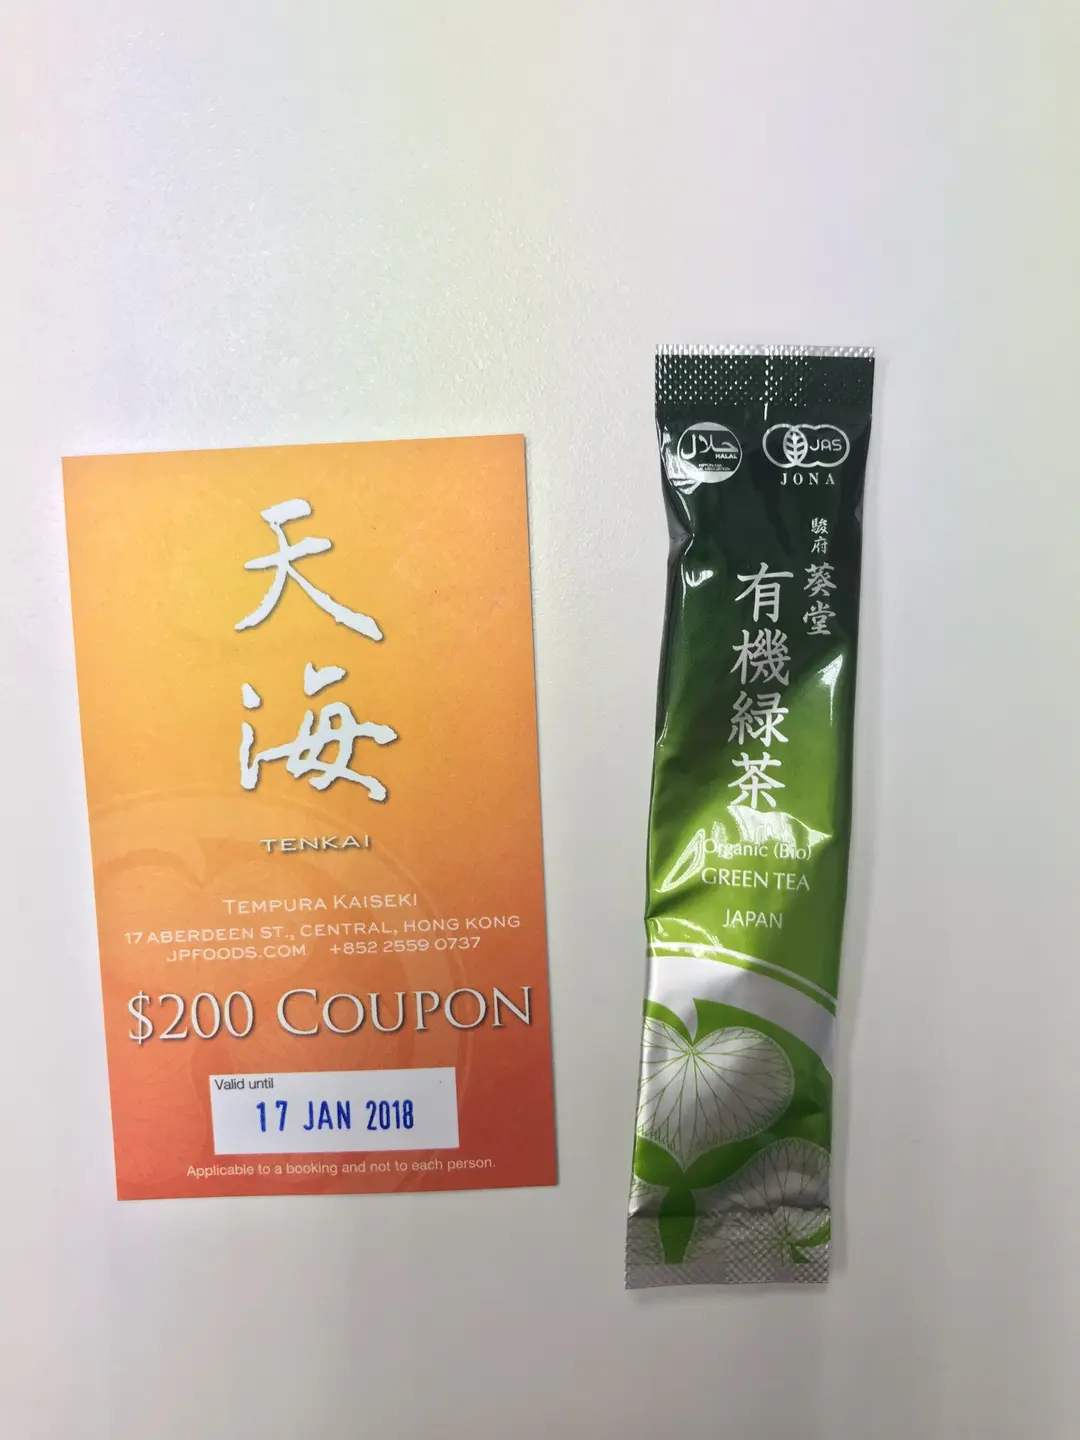 天
海
TENKAI
TEMPURA KAISEKI
17 ABERDEEN ST., CENTRAL, HONG KONG
JPFOODS.COM +852 2559 0737
$200 COUPON
Valid until
17 JAN 2018
Applicable to a booking and not to each person.
حلال
HALAL
JAS
JONA
駿府
葵堂
有機緑茶
Organic (Bio)
GREEN TEA
JAPAN